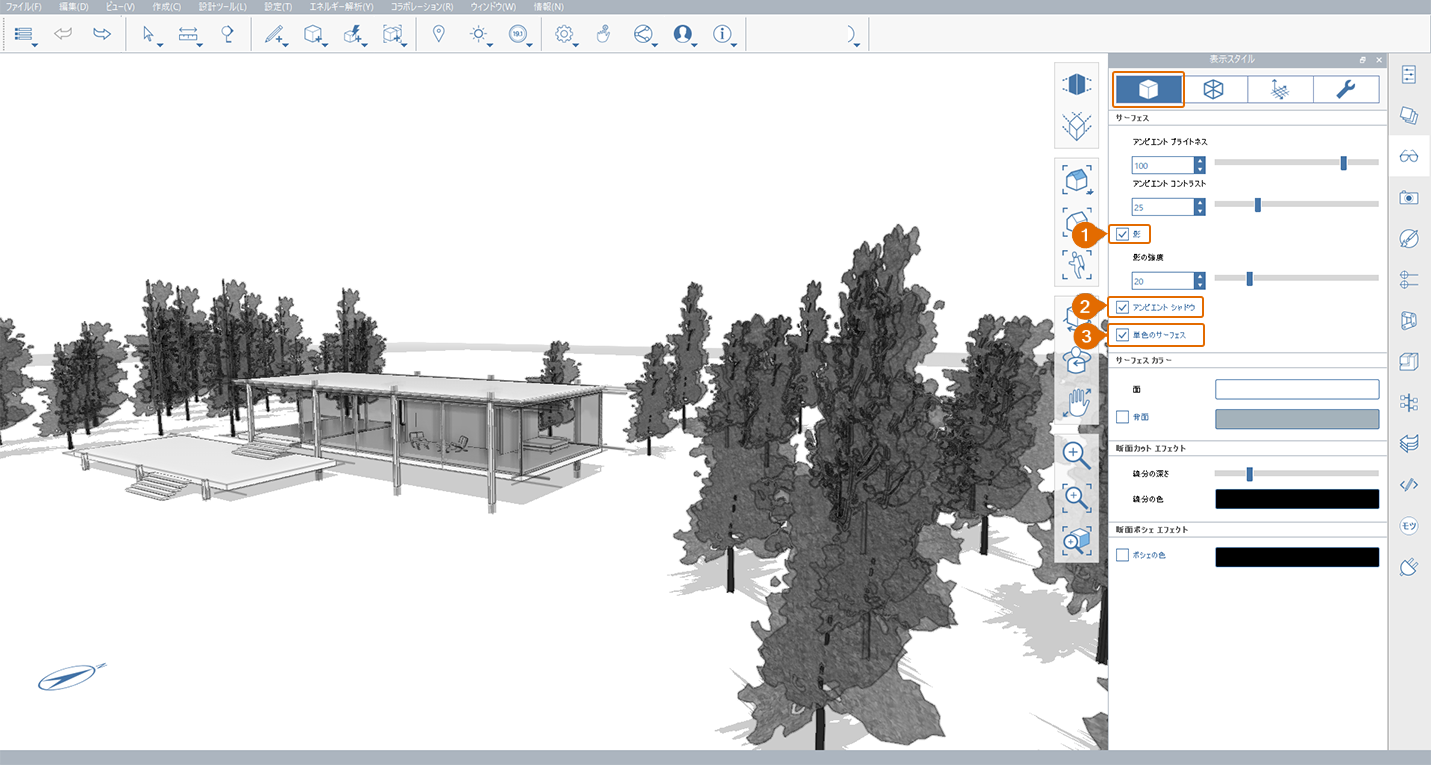 ファイル(F) 編集(D) ビュー(V) 作成(C) 設計ツール(L) 設定(T) エネルギー解析(Y) コラボレーション(R) ウィンドウ(W) 情報(N)
19.1
表示スタイル
サーフェス
アンビエント ブライトネス
100
アンビエント コントラスト
25
1 影
影の強度
20
2 アンビエント シャドウ
3 単色のサーフェス
サーフェス カラー
面
背面
断面カット エフェクト
線分の深さ
線分の色
断面ポシェ エフェクト
ポシェの色
モツ
N